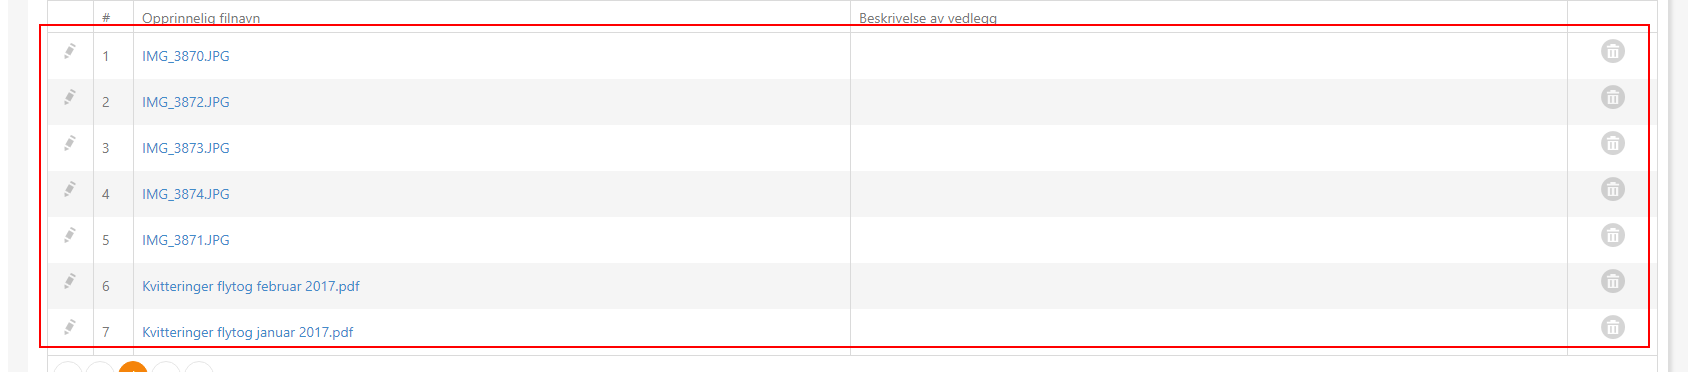 # Opprinnelig filnavn Beskrivelse av vedlegg
1 IMG_3870.JPG
2 IMG_3872.JPG
3 IMG_3873.JPG
4 IMG_3874.JPG
5 IMG_3871.JPG
6 Kvitteringer flytog februar 2017.pdf
7 Kvitteringer flytog januar 2017.pdf